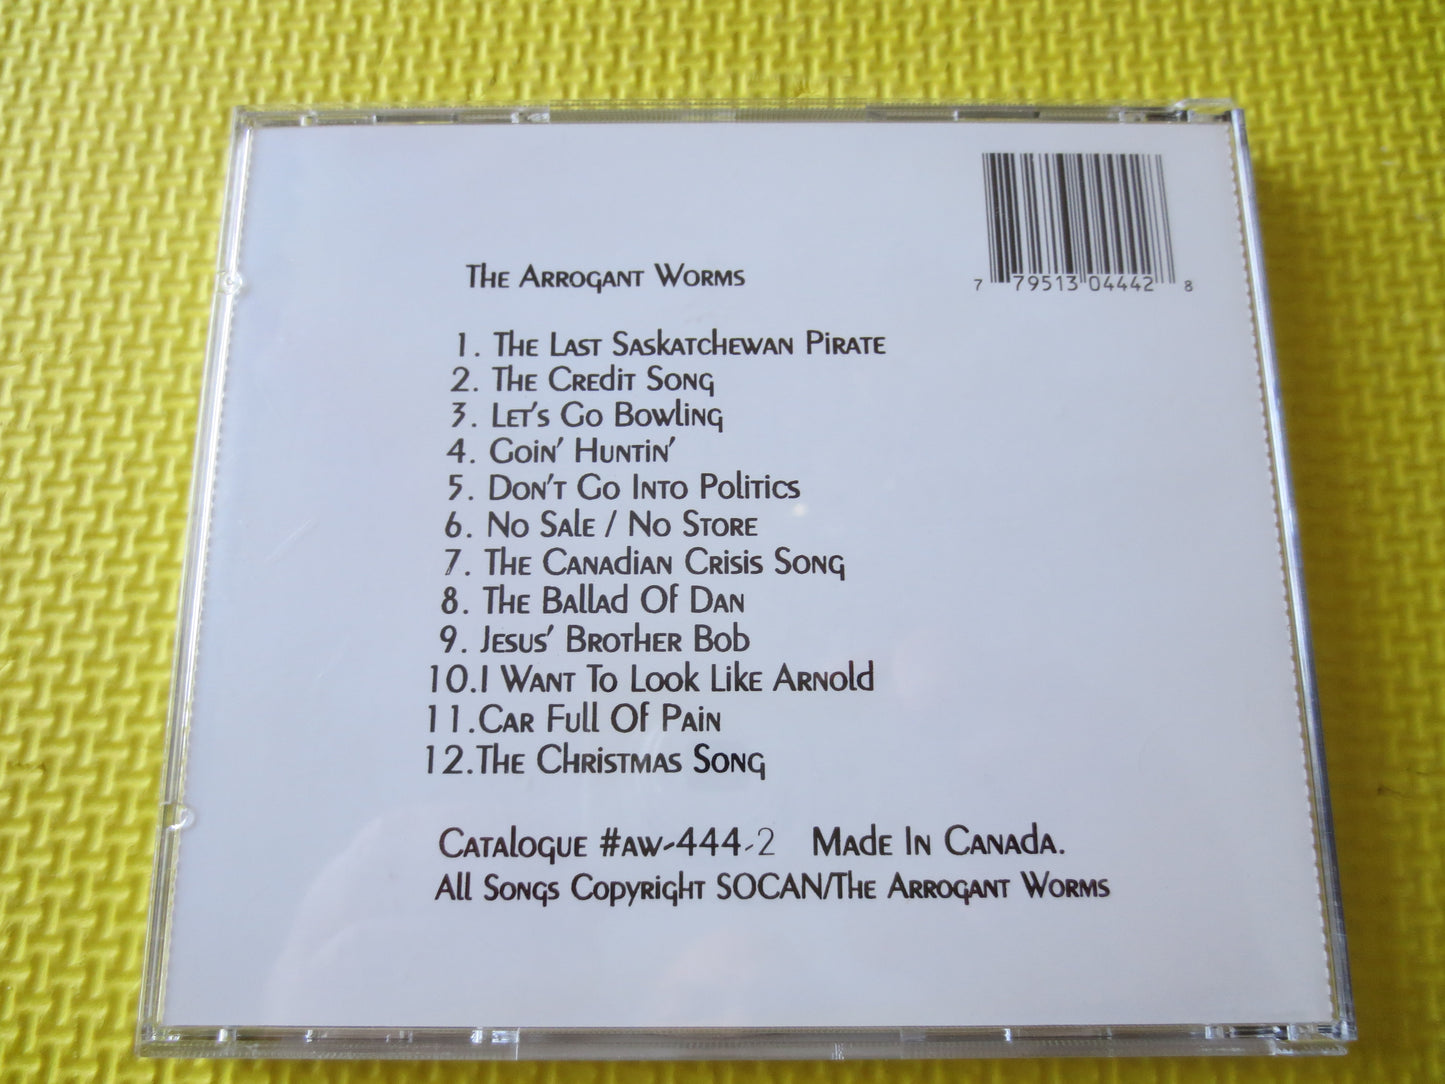 7 79513 04442 8
The Arrogant Worms
1. The Last Saskatchewan Pirate
2. The Credit Song
3. Let's Go Bowling
4. Goin' Huntin'
5. Don't Go Into Politics
6. No Sale / No Store
7. The Canadian Crisis Song
8. The Ballad Of Dan
9. Jesus' Brother Bob
10. I Want To Look Like Arnold
11. Car Full Of Pain
12. The Christmas Song
Catalogue #aw-444-2 Made In Canada.
All Songs Copyright SOCAN/The Arrogant Worms